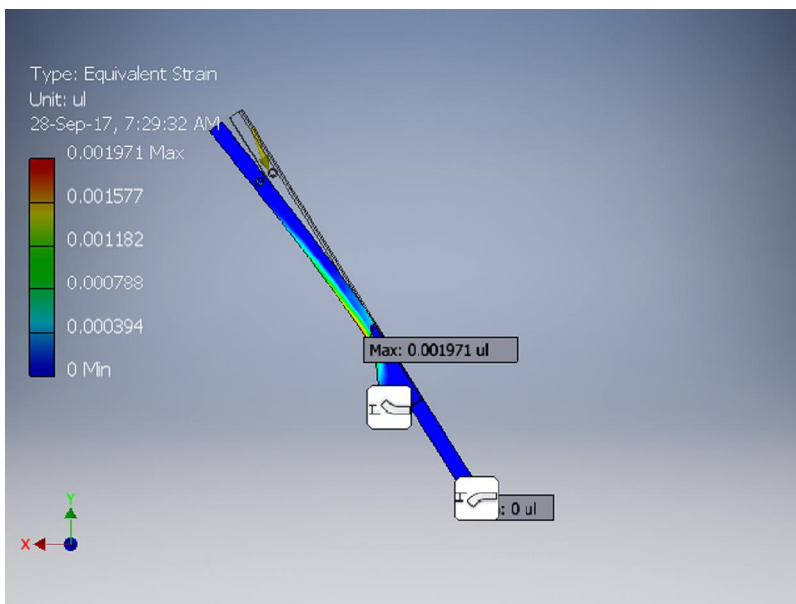 Type: Equivalent Strain
Unit: ul
28-Sep-17, 7:29:32 AM
0.001971 Max
0.001577
0.001182
0.000788
0.000394
0 Min
Max: 0.001971 ul
: 0 ul
Y
X